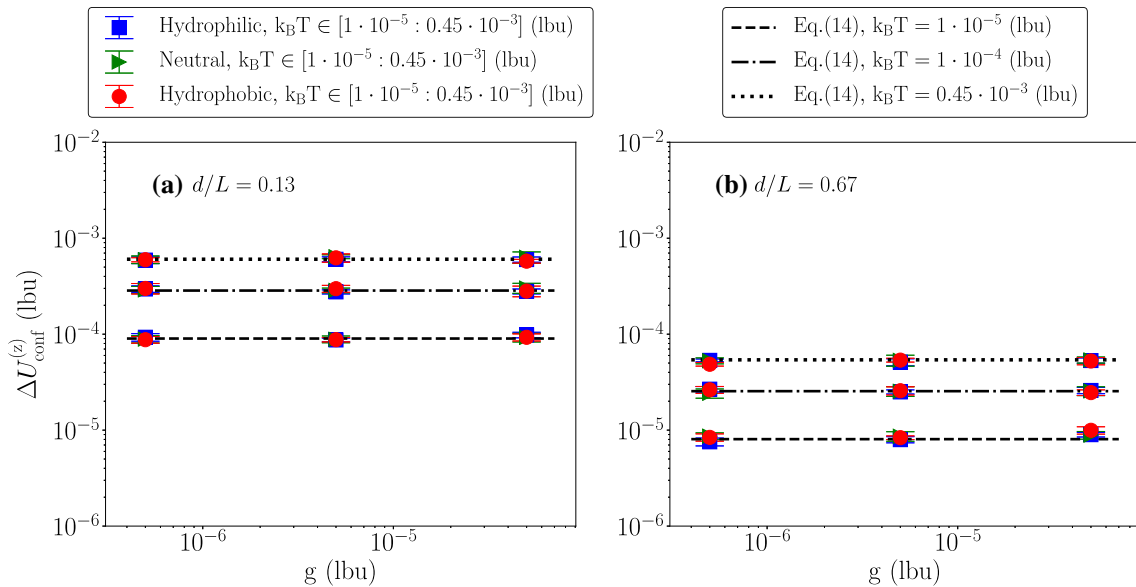 Hydrophilic, k_BT ∈ [1 · 10^−5 : 0.45 · 10^−3] (lbu)
Neutral, k_BT ∈ [1 · 10^−5 : 0.45 · 10^−3] (lbu)
Hydrophobic, k_BT ∈ [1 · 10^−5 : 0.45 · 10^−3] (lbu)
Eq.(14), k_BT = 1 · 10^−5 (lbu)
Eq.(14), k_BT = 1 · 10^−4 (lbu)
Eq.(14), k_BT = 0.45 · 10^−3 (lbu)
ΔU_conf^(z) (lbu)
10^−2
10^−3
10^−4
10^−5
10^−6
(a) d/L = 0.13
10^−6
10^−5
g (lbu)
10^−2
10^−3
10^−4
10^−5
10^−6
(b) d/L = 0.67
10^−6
10^−5
g (lbu)